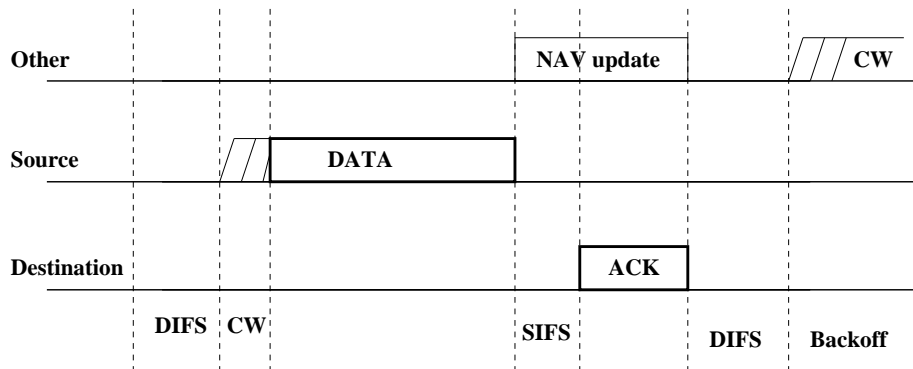 Other NAV update CW
Source DATA
Destination ACK
DIFS CW SIFS DIFS Backoff